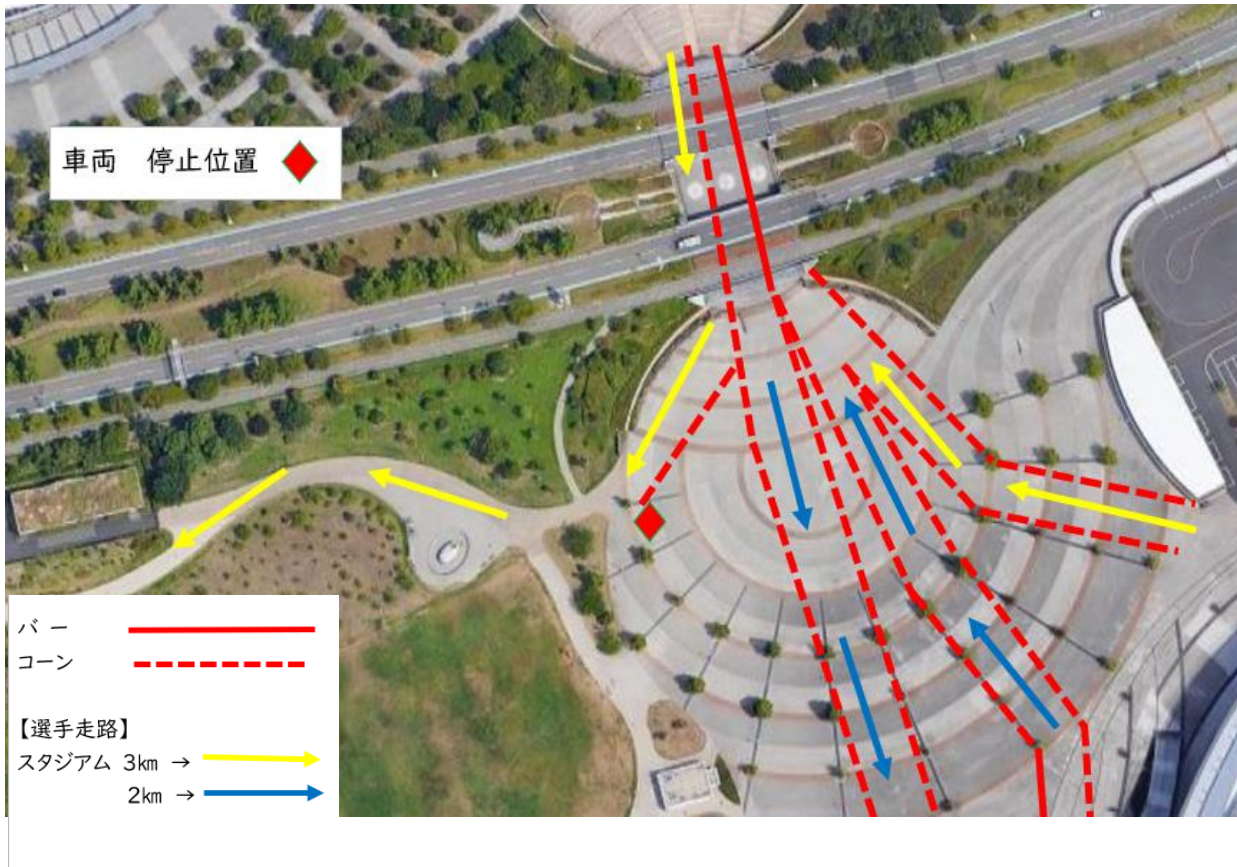 車両　停止位置
バー
コーン
【選手走路】
スタジアム 3km →
2km →